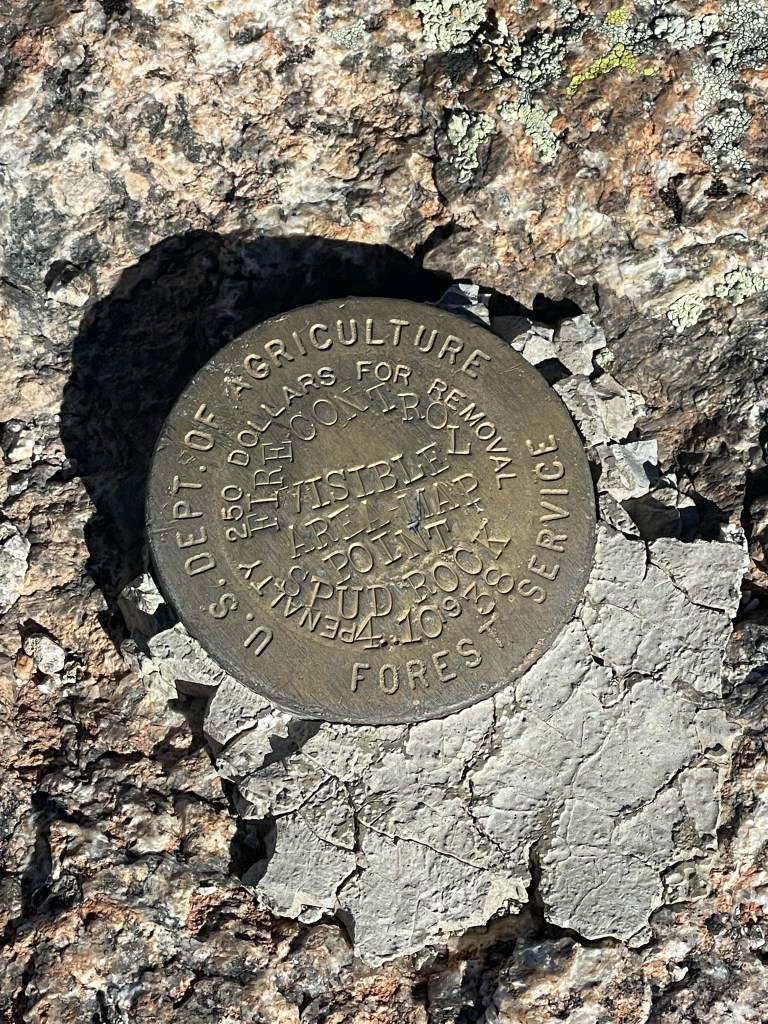 U.S. DEPT. OF AGRICULTURE
FOREST SERVICE
PENALTY 250 DOLLARS FOR REMOVAL
FIRE CONTROL
VISIBLE
AREA-MAP
POINT
SPUD ROCK
4.10 1938